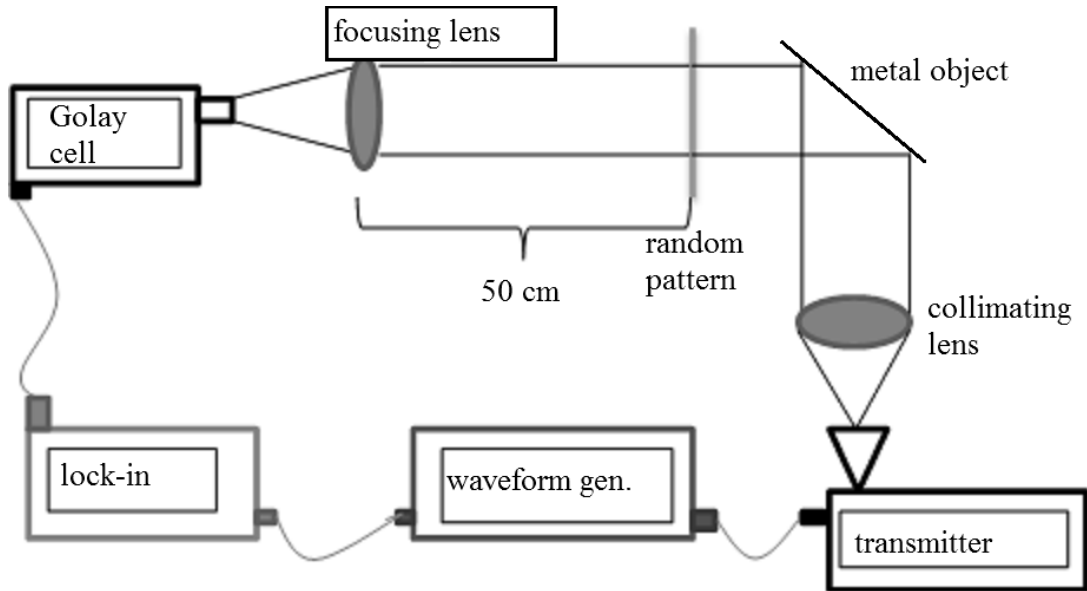 focusing lens
metal object
Golay
cell
random
pattern
50 cm
collimating
lens
lock-in
waveform gen.
transmitter